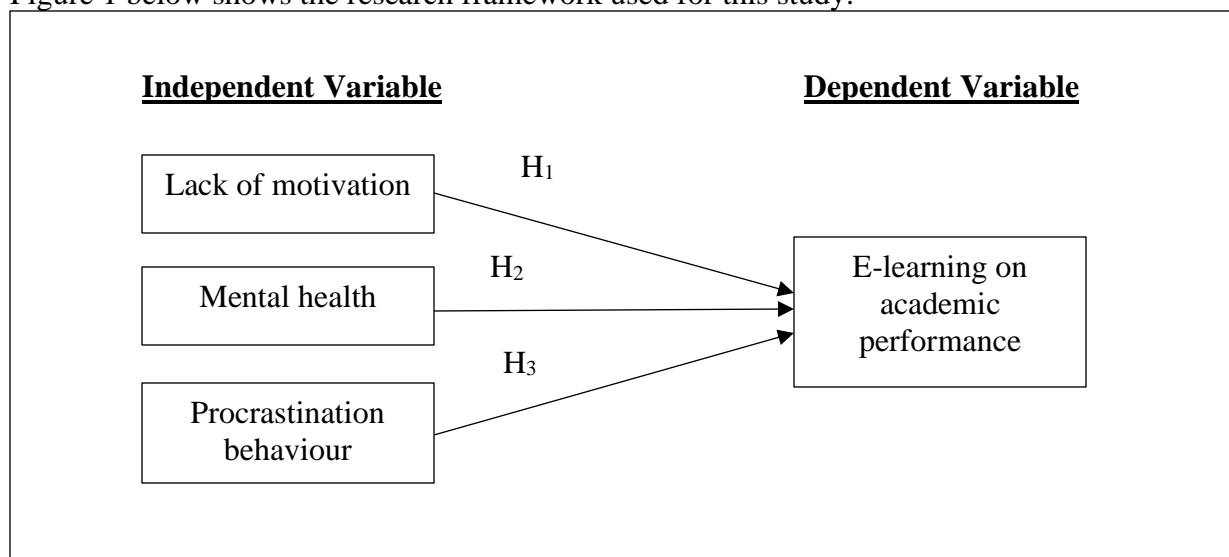 Figure 1 below shows the research framework used for this study.
Independent Variable
Dependent Variable
Lack of motivation
H1
Mental health
H2
Procrastination
behaviour
H3
E-learning on
academic
performance